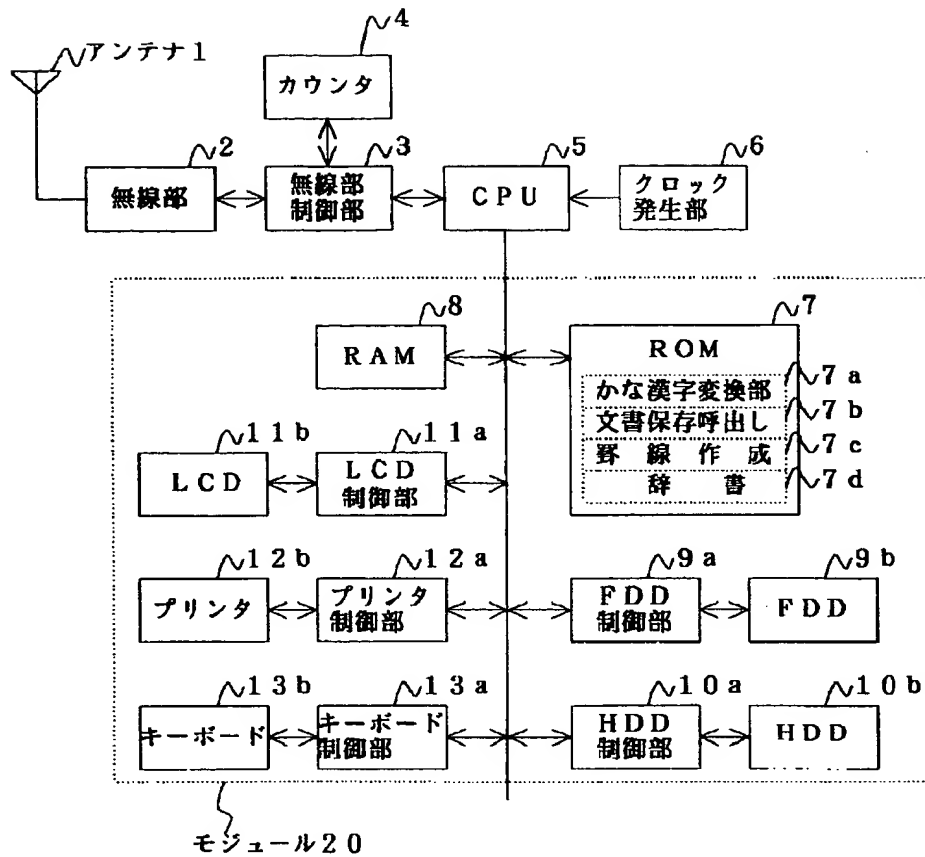 アンテナ1
4
カウンタ
2
無線部
3
無線部
制御部
5
CPU
6
クロック
発生部
8
RAM
7
ROM
かな漢字変換部
7a
文書保存呼出し
7b
罫線作成
7c
辞書
7d
11b
LCD
11a
LCD
制御部
12b
プリンタ
12a
プリンタ
制御部
9a
FDD
制御部
9b
FDD
13b
キーボード
13a
キーボード
制御部
10a
HDD
制御部
10b
HDD
モジュール20